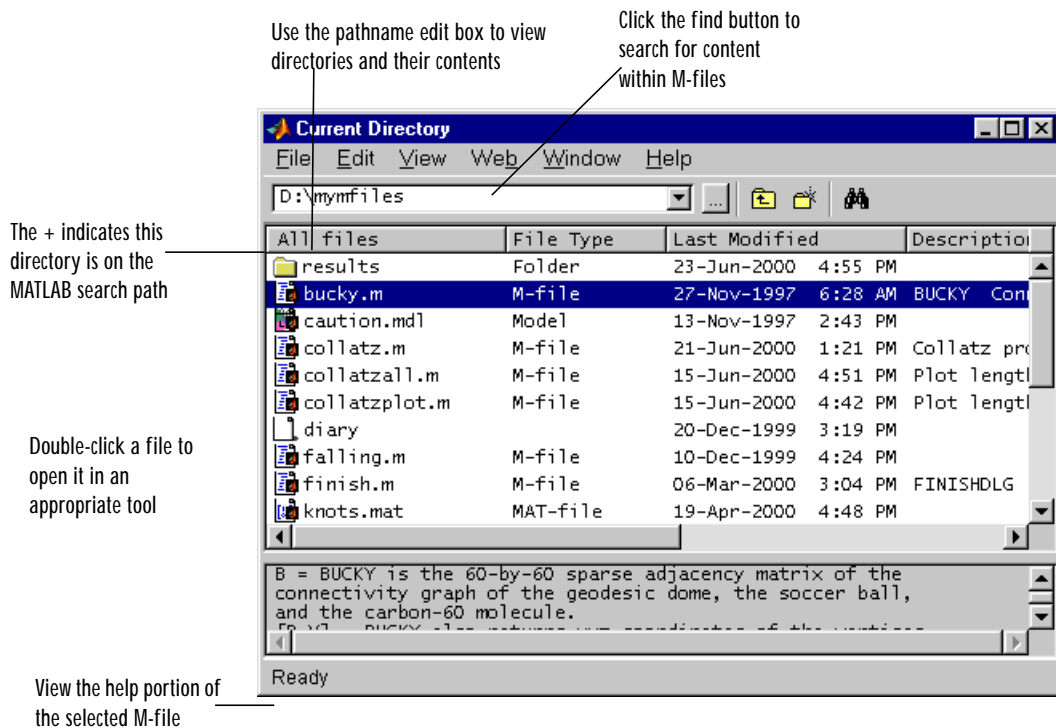 Use the pathname edit box to view
directories and their contents
Click the find button to
search for content
within M-files
Current Directory
File Edit View Web Window Help
D:\mymfiles
...
The + indicates this
directory is on the
MATLAB search path
All files File Type Last Modified Description
results Folder 23-Jun-2000 4:55 PM
bucky.m M-file 27-Nov-1997 6:28 AM BUCKY Con
caution.mdl Model 13-Nov-1997 2:43 PM
collatz.m M-file 21-Jun-2000 1:21 PM Collatz pro
collatzall.m M-file 15-Jun-2000 4:51 PM Plot lengt
collatzplot.m M-file 15-Jun-2000 4:42 PM Plot lengt
diary 20-Dec-1999 3:19 PM
falling.m M-file 10-Dec-1999 4:24 PM
finish.m M-file 06-Mar-2000 3:04 PM FINISHDLG
knots.mat MAT-file 19-Apr-2000 4:48 PM
Double-click a file to
open it in an
appropriate tool
B = BUCKY is the 60-by-60 sparse adjacency matrix of the
connectivity graph of the geodesic dome, the soccer ball,
and the carbon-60 molecule.
Ready
View the help portion of
the selected M-file